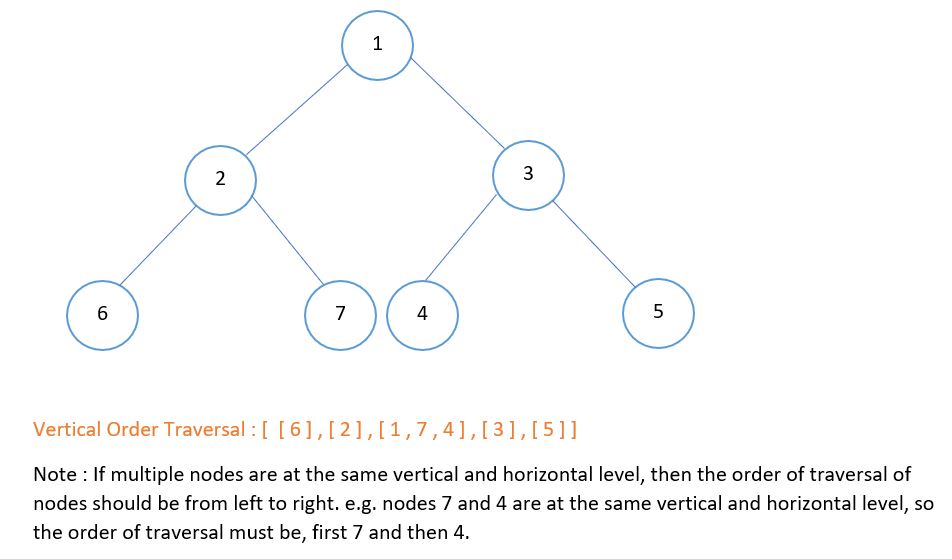 1
2
3
6
7
4
5
Vertical Order Traversal : [ [ 6 ] , [ 2 ] , [ 1 , 7 , 4 ] , [ 3 ] , [ 5 ] ]
Note : If multiple nodes are at the same vertical and horizontal level, then the order of traversal of
nodes should be from left to right. e.g. nodes 7 and 4 are at the same vertical and horizontal level, so
the order of traversal must be, first 7 and then 4.